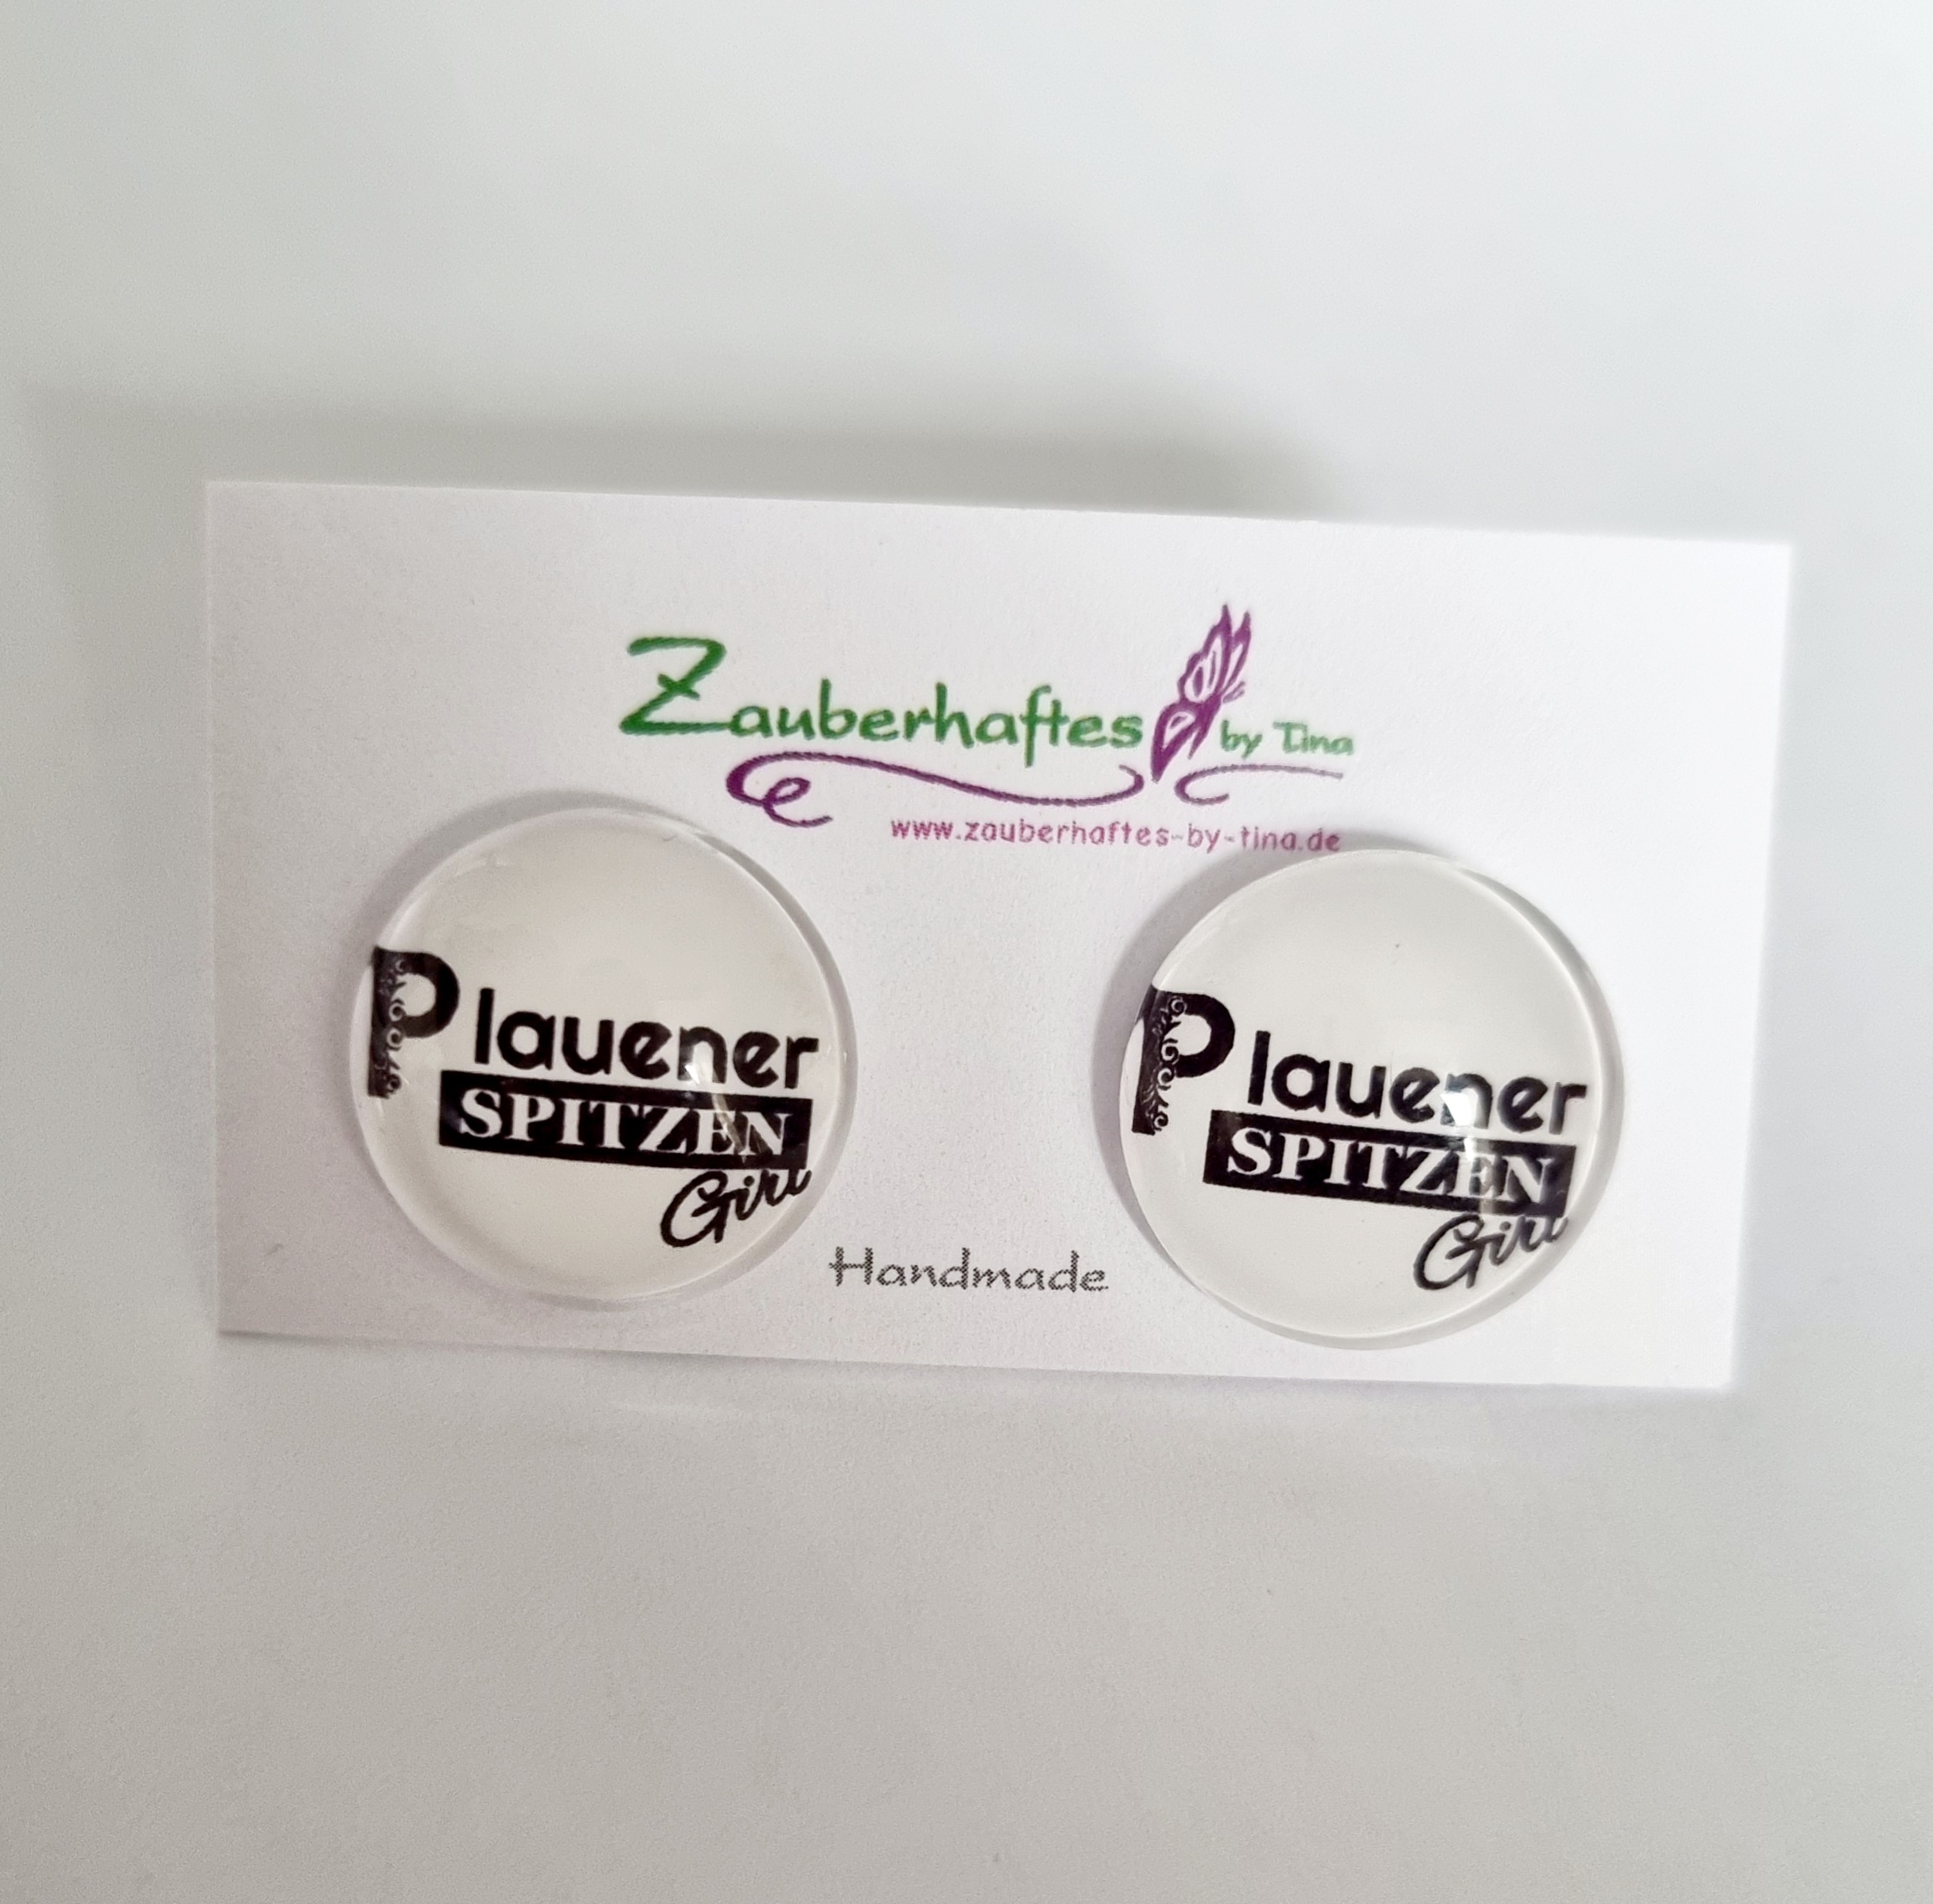 Zauberhaftes by Tina
www.zauberhaftes-by-tina.de
Plauener
SPITZEN
Girl
Plauener
SPITZEN
Girl
Handmade